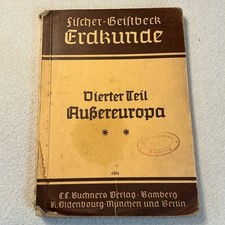 Fischer-Geistbeck
Erdkunde
Vierter Teil
Außereuropa
* *
C.C. Buchners Verlag · Bamberg
R. Oldenbourg · München und Berlin